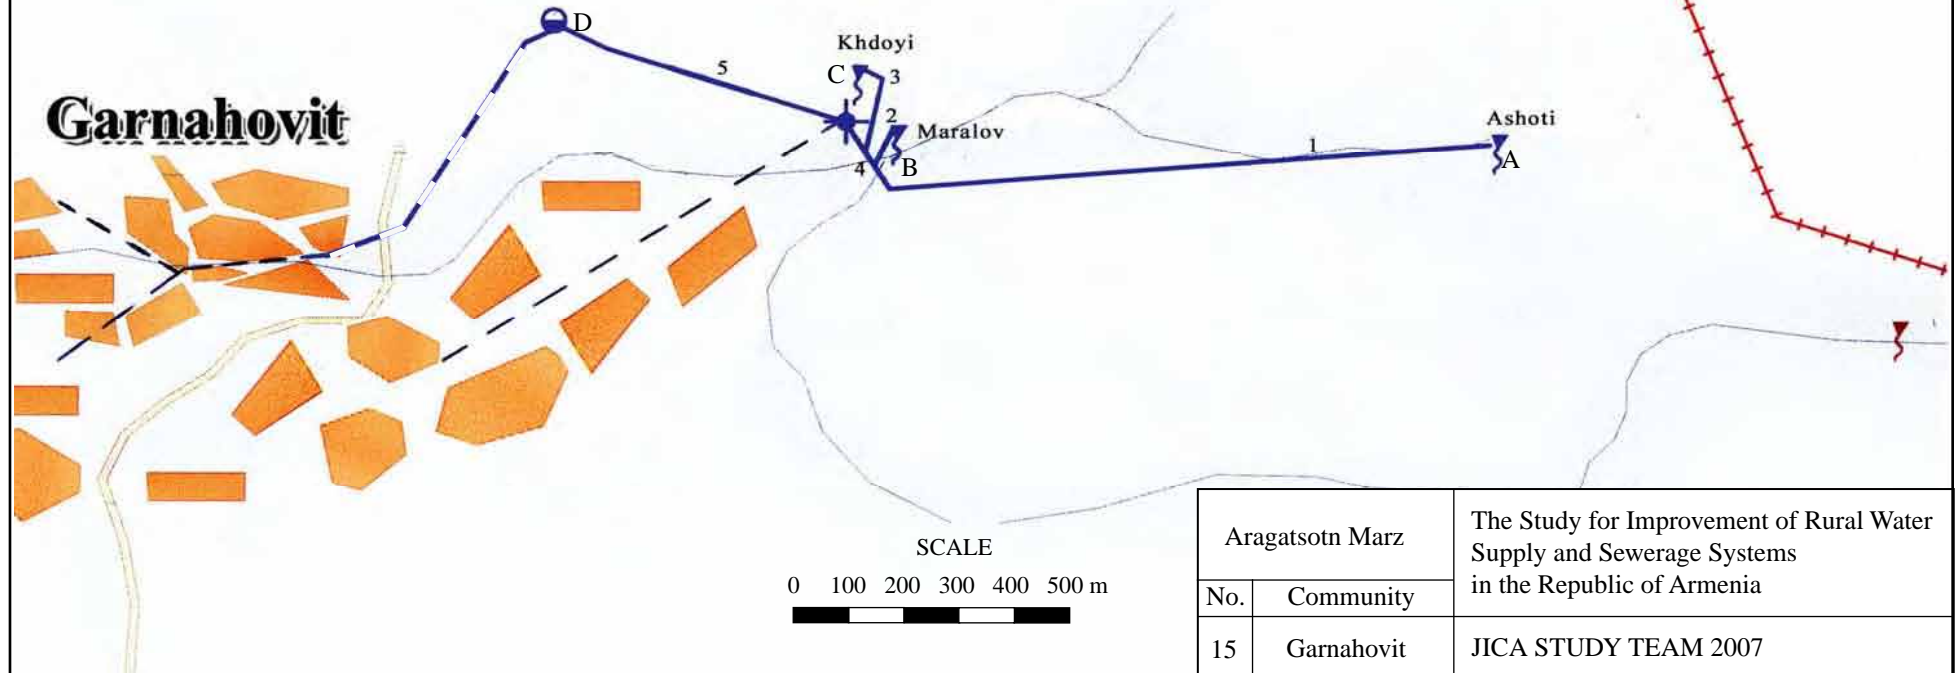 D
Khdoyi
5
C
3
Garnahovit
2
Maralov
Ashoti
1
4
B
A
SCALE
0 100 200 300 400 500 m
Aragatsotn Marz
The Study for Improvement of Rural Water
Supply and Sewerage Systems
in the Republic of Armenia
No. Community
15 Garnahovit
JICA STUDY TEAM 2007